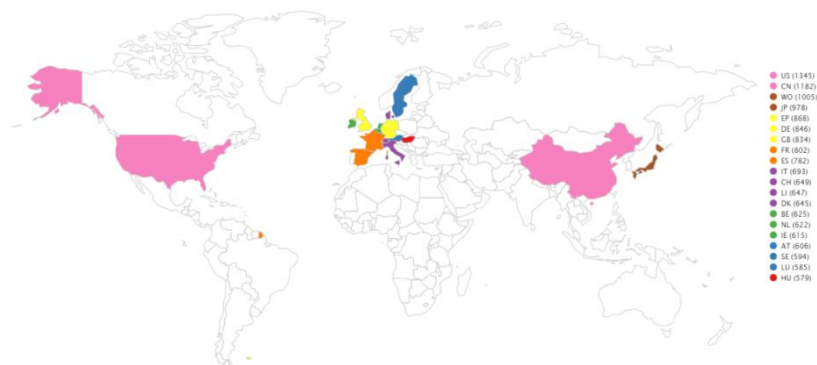 US (1345)
CN (1182)
WO (1005)
JP (978)
EP (868)
DE (846)
GB (834)
FR (802)
ES (782)
IT (693)
CH (649)
LI (647)
DK (645)
BE (625)
NL (622)
IE (615)
AT (606)
SE (594)
LU (585)
HU (579)